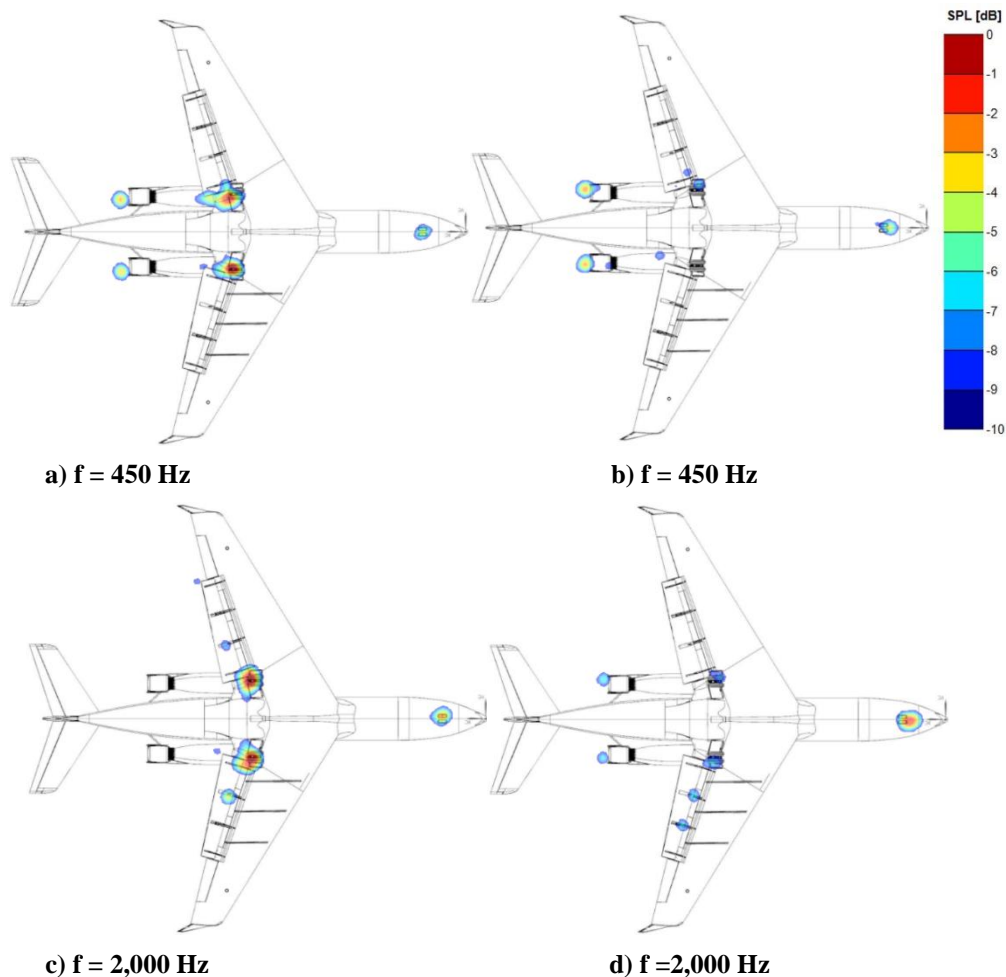 SPL [dB]
0
-1
-2
-3
-4
-5
-6
-7
-8
-9
-10
a) f = 450 Hz
b) f = 450 Hz
c) f = 2,000 Hz
d) f =2,000 Hz